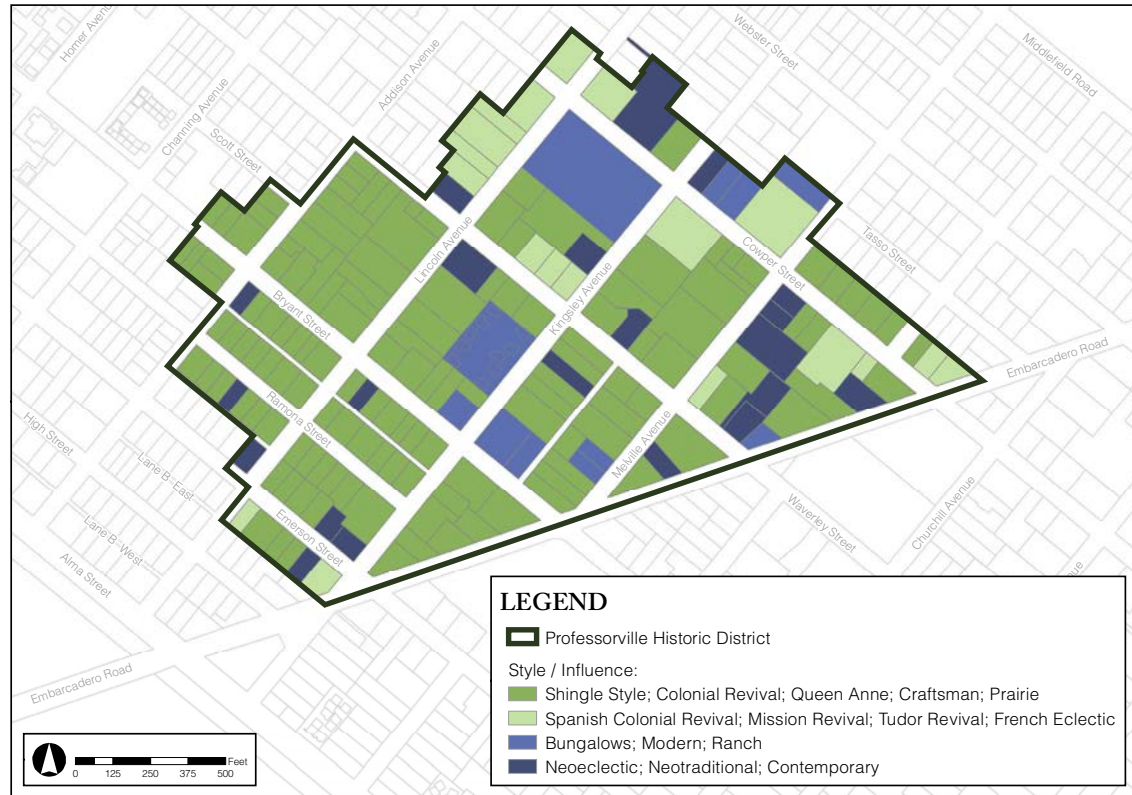 Homer Avenue
Channing Avenue
Scott Street
Addison Avenue
Webster Street
Middlefield Road
Lincoln Avenue
Kingsley Avenue
Cowper Street
Tasso Street
Bryant Street
Ramona Street
Embarcadero Road
High Street
Lane B-East
Lane B-West
Alma Street
Emerson Street
Melville Avenue
Waverley Street
Churchill Avenue
Embarcadero Road
LEGEND
Professorville Historic District
Style / Influence:
Shingle Style; Colonial Revival; Queen Anne; Craftsman; Prairie
Spanish Colonial Revival; Mission Revival; Tudor Revival; French Eclectic
Bungalows; Modern; Ranch
Neoeclectic; Neotraditional; Contemporary
Feet
0 125 250 375 500